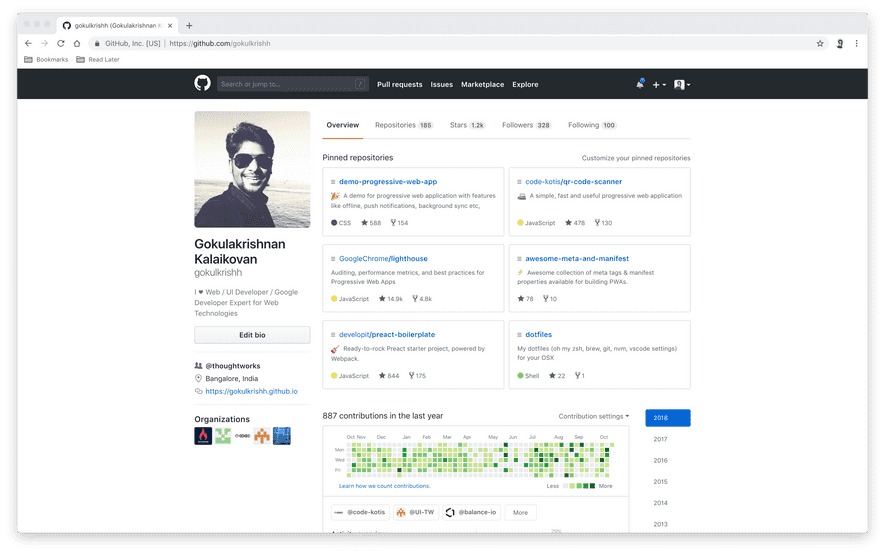 gokulkrishh (Gokulakrishnan K
GitHub, Inc. [US] | https://github.com/gokulkrishh
Bookmarks Read Later
Search or jump to... /
Pull requests Issues Marketplace Explore
Overview Repositories 185 Stars 1.2k Followers 328 Following 100
Pinned repositories Customize your pinned repositories
demo-progressive-web-app
A demo for progressive web application with features
like offline, push notifications, background sync etc,
CSS 588 154
code-kotis/qr-code-scanner
A simple, fast and useful progressive web application
JavaScript 478 130
GoogleChrome/lighthouse
Auditing, performance metrics, and best practices for
Progressive Web Apps
JavaScript 14.9k 4.8k
awesome-meta-and-manifest
Awesome collection of meta tags & manifest
properties available for building PWAs.
78 10
developit/preact-boilerplate
Ready-to-rock Preact starter project, powered by
Webpack.
JavaScript 844 175
dotfiles
My dotfiles (oh my zsh, brew, git, nvm, vscode settings)
for your OSX
Shell 22 1
Gokulakrishnan
Kalaikovan
gokulkrishh
I ❤ Web / UI Developer / Google
Developer Expert for Web
Technologies
Edit bio
@thoughtworks
Bangalore, India
https://gokulkrishh.github.io
Organizations
887 contributions in the last year Contribution settings
Oct Nov Dec Jan Feb Mar Apr May Jun Jul Aug Sep Oct
Mon
Wed
Fri
Learn how we count contributions. Less More
@code-kotis @UI-TW @balance-io More
2018
2017
2016
2015
2014
2013